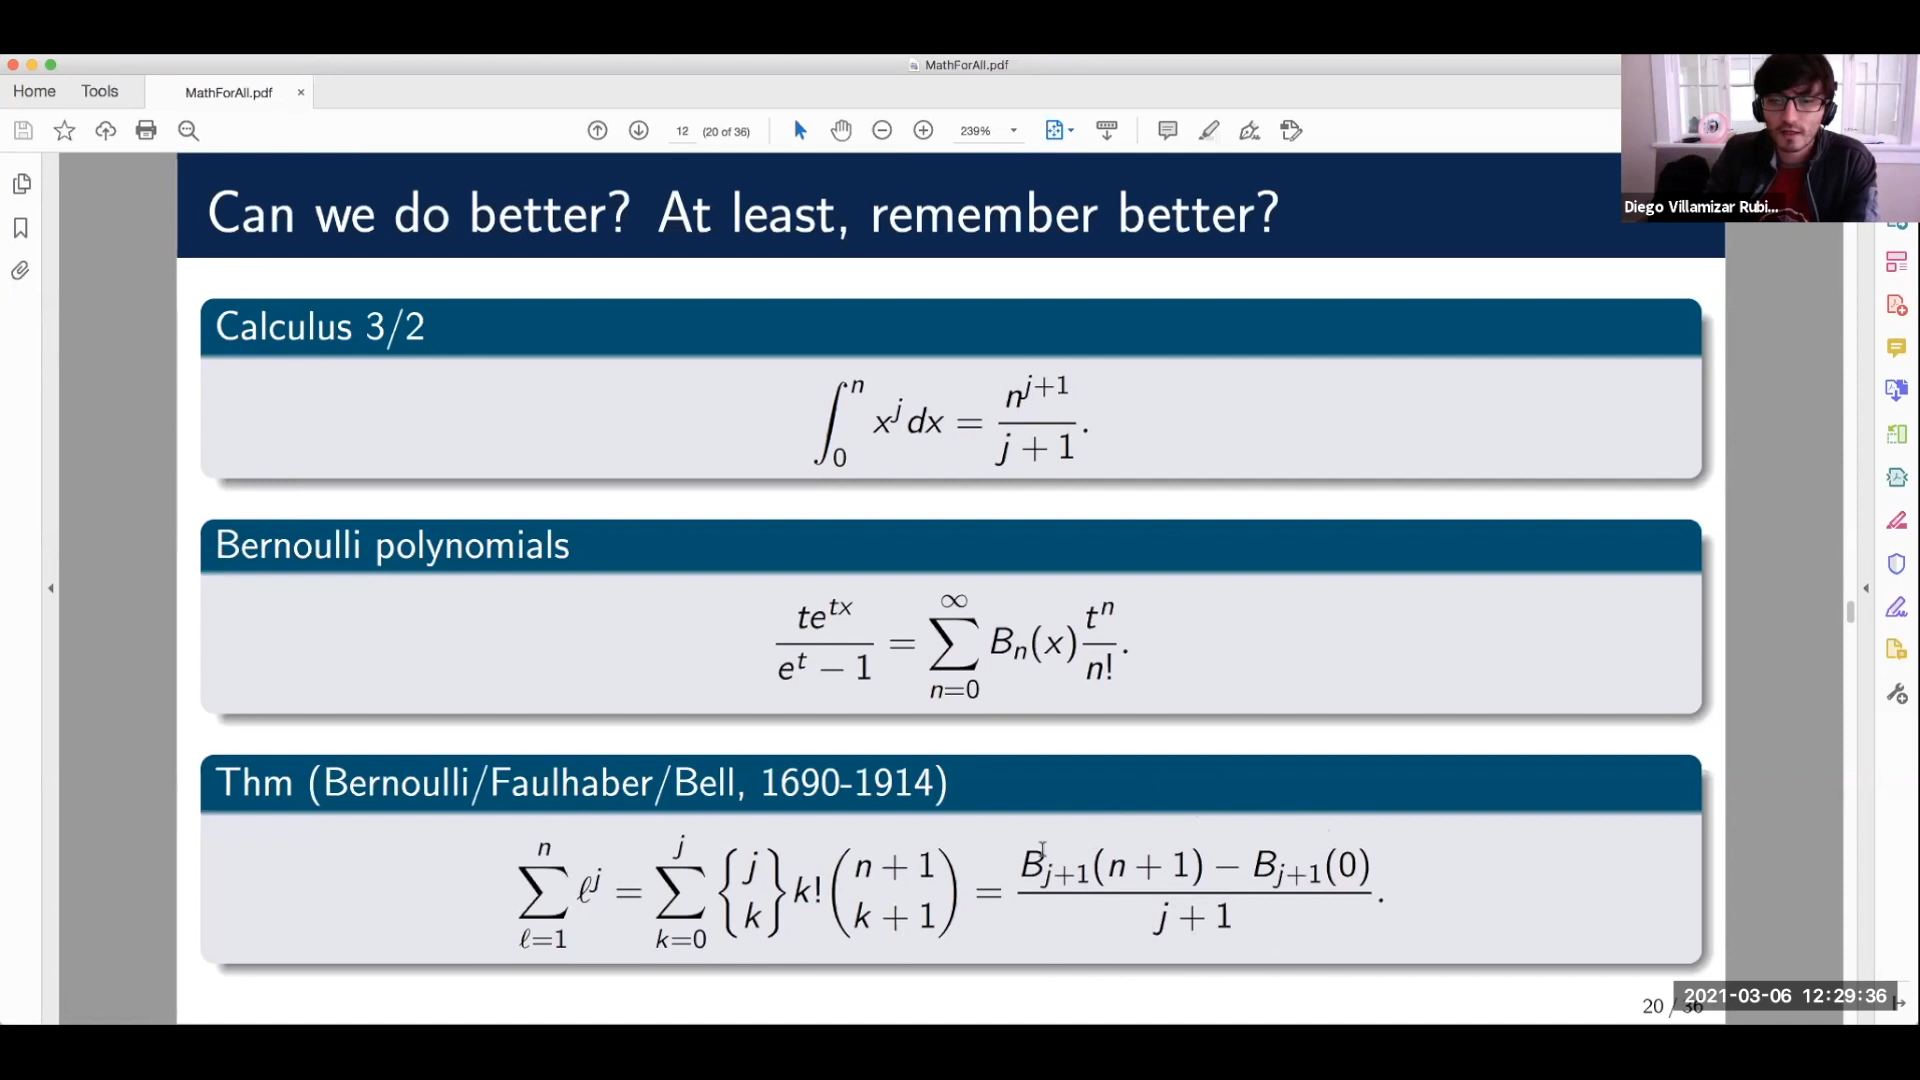 MathForAll.pdf
Home Tools MathForAll.pdf ×
12 (20 of 36) 239%
Diego Villamizar Rubi...
Can we do better? At least, remember better?
Calculus 3/2
∫_0^n x^j dx = n^{j+1} / (j + 1).
Bernoulli polynomials
te^{tx} / (e^t − 1) = ∑_{n=0}^{∞} B_n(x) t^n / n!.
Thm (Bernoulli/Faulhaber/Bell, 1690-1914)
∑_{ℓ=1}^{n} ℓ^j = ∑_{k=0}^{j} {j \brace k} k! \binom{n + 1}{k + 1} = (B_{j+1}(n + 1) − B_{j+1}(0)) / (j + 1).
2021-03-06 12:29:36
20 / 36